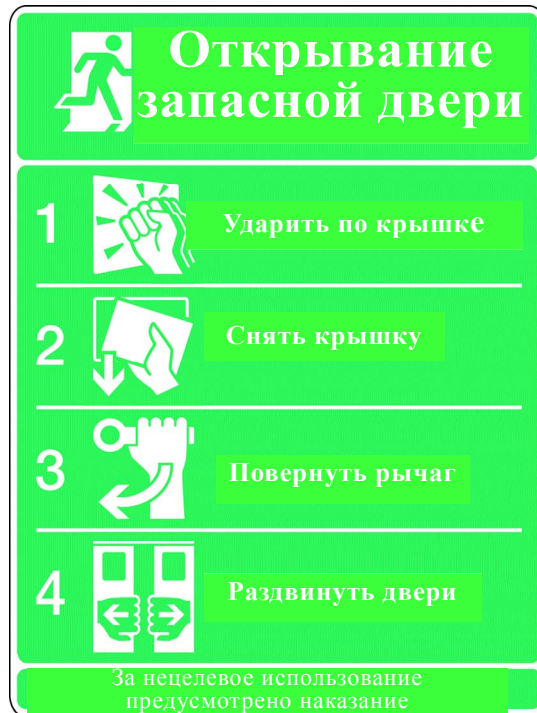 Открывание
запасной двери
1
Ударить по крышке
2
Снять крышку
3
Повернуть рычаг
4
Раздвинуть двери
За нецелевое использование
предусмотрено наказание